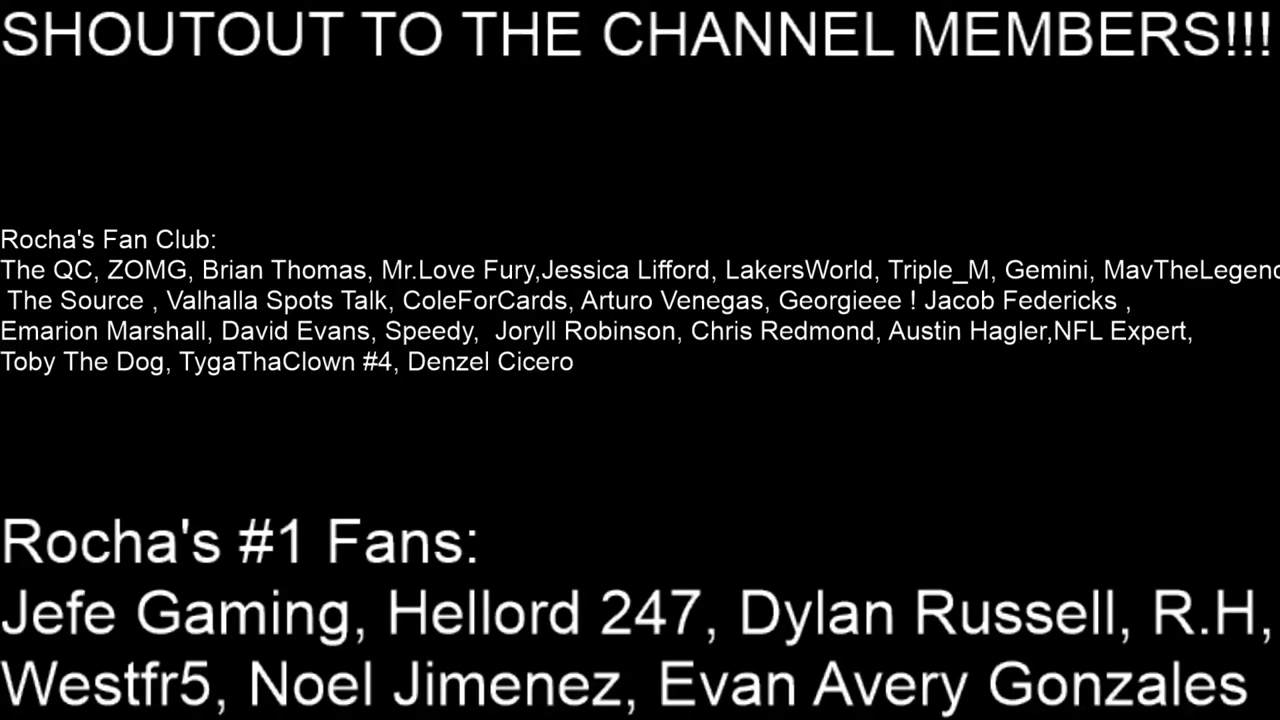 SHOUTOUT TO THE CHANNEL MEMBERS!!!
Rocha's Fan Club:
The QC, ZOMG, Brian Thomas, Mr.Love Fury,Jessica Lifford, LakersWorld, Triple_M, Gemini, MavTheLegend
The Source , Valhalla Spots Talk, ColeForCards, Arturo Venegas, Georgieee ! Jacob Federicks ,
Emarion Marshall, David Evans, Speedy,  Joryll Robinson, Chris Redmond, Austin Hagler,NFL Expert,
Toby The Dog, TygaThaClown #4, Denzel Cicero
Rocha's #1 Fans:
Jefe Gaming, Hellord 247, Dylan Russell, R.H,
Westfr5, Noel Jimenez, Evan Avery Gonzales